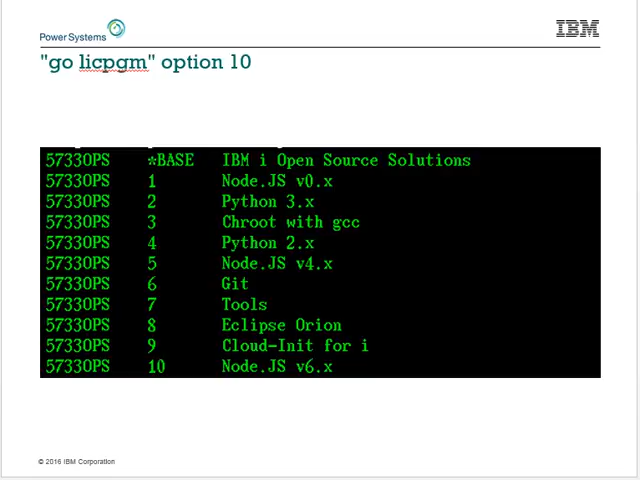 Power Systems
IBM
"go licpgm" option 10
5733OPS *BASE IBM i Open Source Solutions
5733OPS 1 Node.JS v0.x
5733OPS 2 Python 3.x
5733OPS 3 Chroot with gcc
5733OPS 4 Python 2.x
5733OPS 5 Node.JS v4.x
5733OPS 6 Git
5733OPS 7 Tools
5733OPS 8 Eclipse Orion
5733OPS 9 Cloud-Init for i
5733OPS 10 Node.JS v6.x
© 2016 IBM Corporation